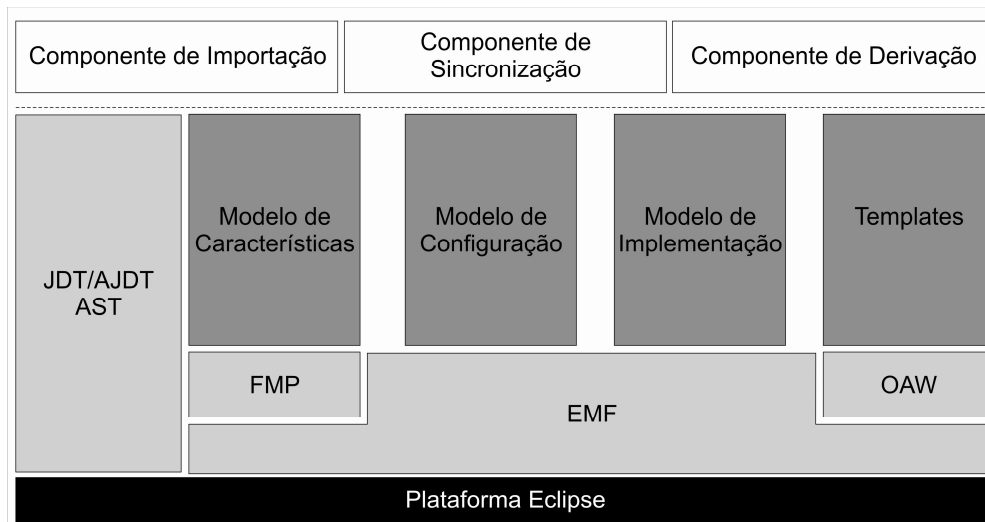 Componente de Importação
Componente de
Sincronização
Componente de Derivação
JDT/AJDT
AST
Modelo de
Características
Modelo de
Configuração
Modelo de
Implementação
Templates
FMP
EMF
OAW
Plataforma Eclipse